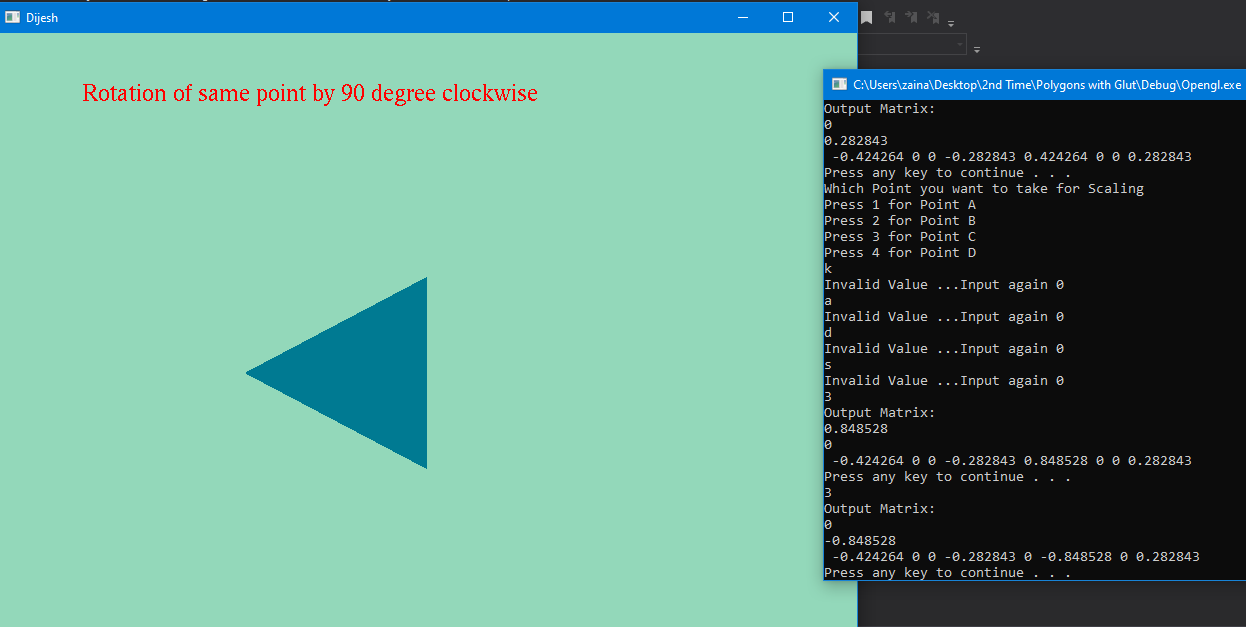 Dijesh
Rotation of same point by 90 degree clockwise
C:\Users\zaina\Desktop\2nd Time\Polygons with Glut\Debug\Opengl.exe
Output Matrix:
0
0.282843
 -0.424264 0 0 -0.282843 0.424264 0 0 0.282843
Press any key to continue . . .
Which Point you want to take for Scaling
Press 1 for Point A
Press 2 for Point B
Press 3 for Point C
Press 4 for Point D
k
Invalid Value ...Input again 0
a
Invalid Value ...Input again 0
d
Invalid Value ...Input again 0
s
Invalid Value ...Input again 0
3
Output Matrix:
0.848528
0
 -0.424264 0 0 -0.282843 0.848528 0 0 0.282843
Press any key to continue . . .
3
Output Matrix:
0
-0.848528
 -0.424264 0 0 -0.282843 0 -0.848528 0 0.282843
Press any key to continue . . .